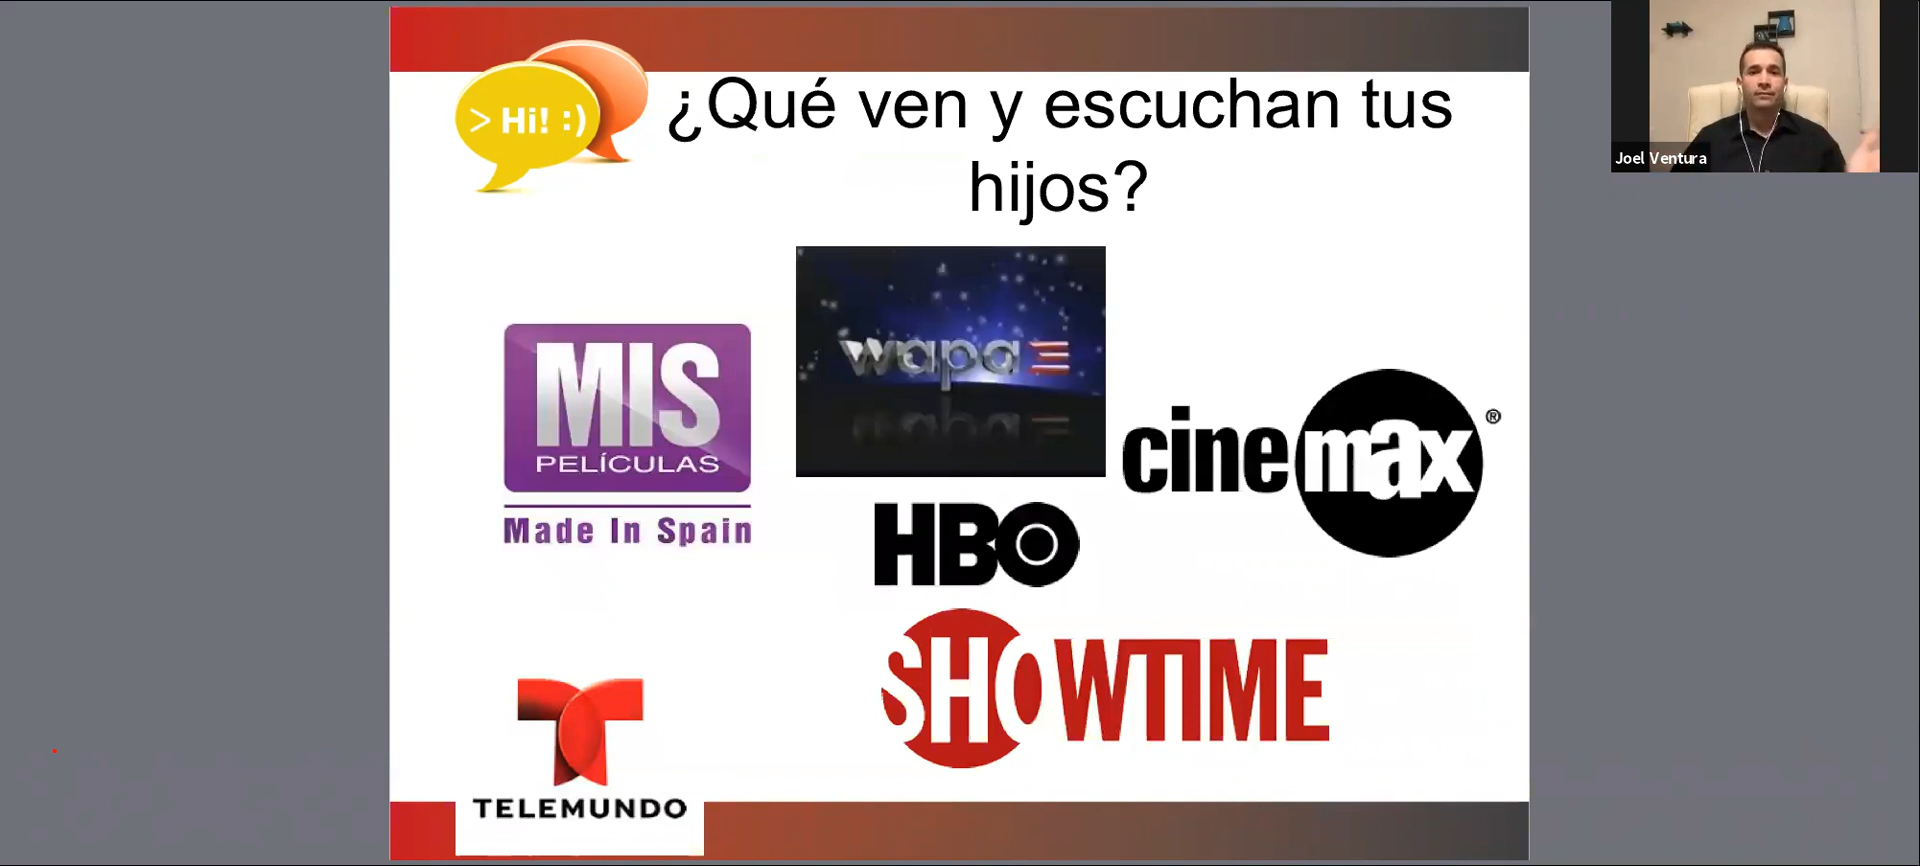 > Hi! :)
¿Qué ven y escuchan tus
hijos?
Joel Ventura
wapa
MIS
PELÍCULAS
Made In Spain
cinemax®
HBO
SHOWTIME
TELEMUNDO